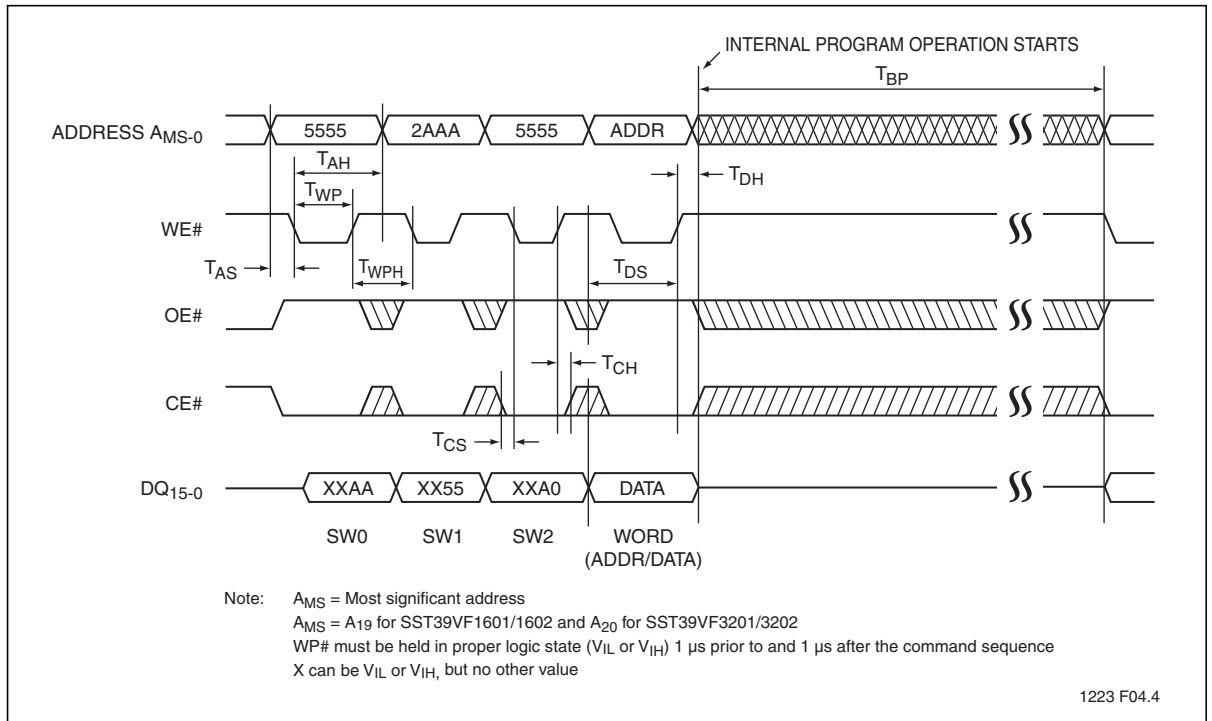 INTERNAL PROGRAM OPERATION STARTS
TBP
ADDRESS AMS-0
5555
2AAA
5555
ADDR
TAH
TDH
TWP
WE#
TAS
TWPH
TDS
OE#
TCH
CE#
TCS
DQ15-0
XXAA
XX55
XXA0
DATA
SW0
SW1
SW2
WORD
(ADDR/DATA)
Note: AMS = Most significant address
AMS = A19 for SST39VF1601/1602 and A20 for SST39VF3201/3202
WP# must be held in proper logic state (VIL or VIH) 1 µs prior to and 1 µs after the command sequence
X can be VIL or VIH, but no other value
1223 F04.4